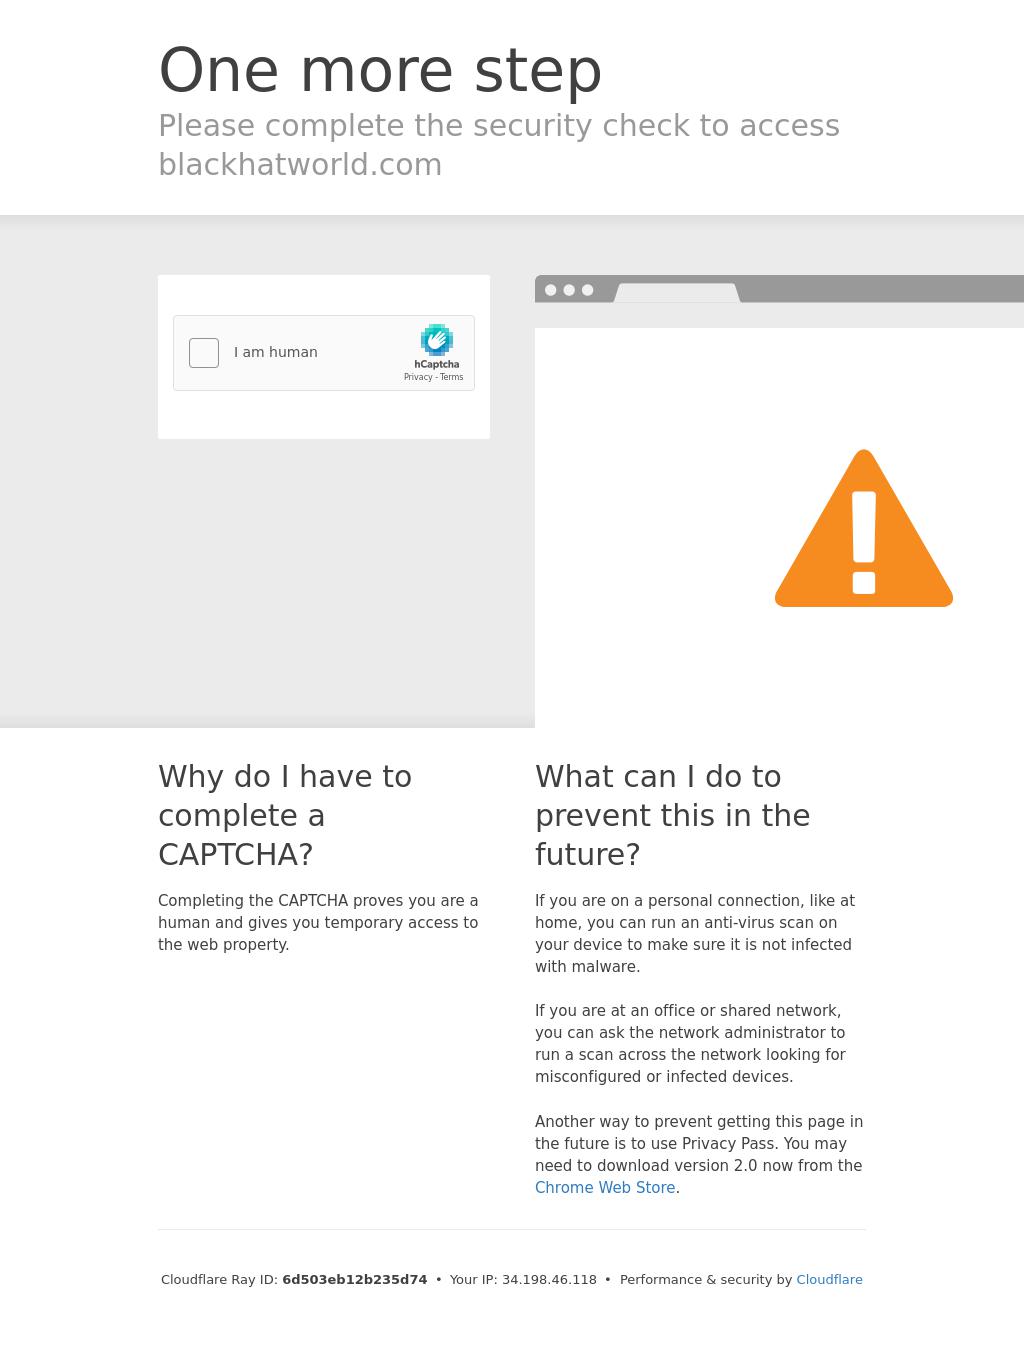 One more step
Please complete the security check to access
blackhatworld.com
I am human
hCaptcha
Privacy - Terms
Why do I have to
complete a
CAPTCHA?
Completing the CAPTCHA proves you are a
human and gives you temporary access to
the web property.
What can I do to
prevent this in the
future?
If you are on a personal connection, like at
home, you can run an anti-virus scan on
your device to make sure it is not infected
with malware.
If you are at an office or shared network,
you can ask the network administrator to
run a scan across the network looking for
misconfigured or infected devices.
Another way to prevent getting this page in
the future is to use Privacy Pass. You may
need to download version 2.0 now from the
Chrome Web Store.
Cloudflare Ray ID: 6d503eb12b235d74 • Your IP: 34.198.46.118 • Performance & security by Cloudflare